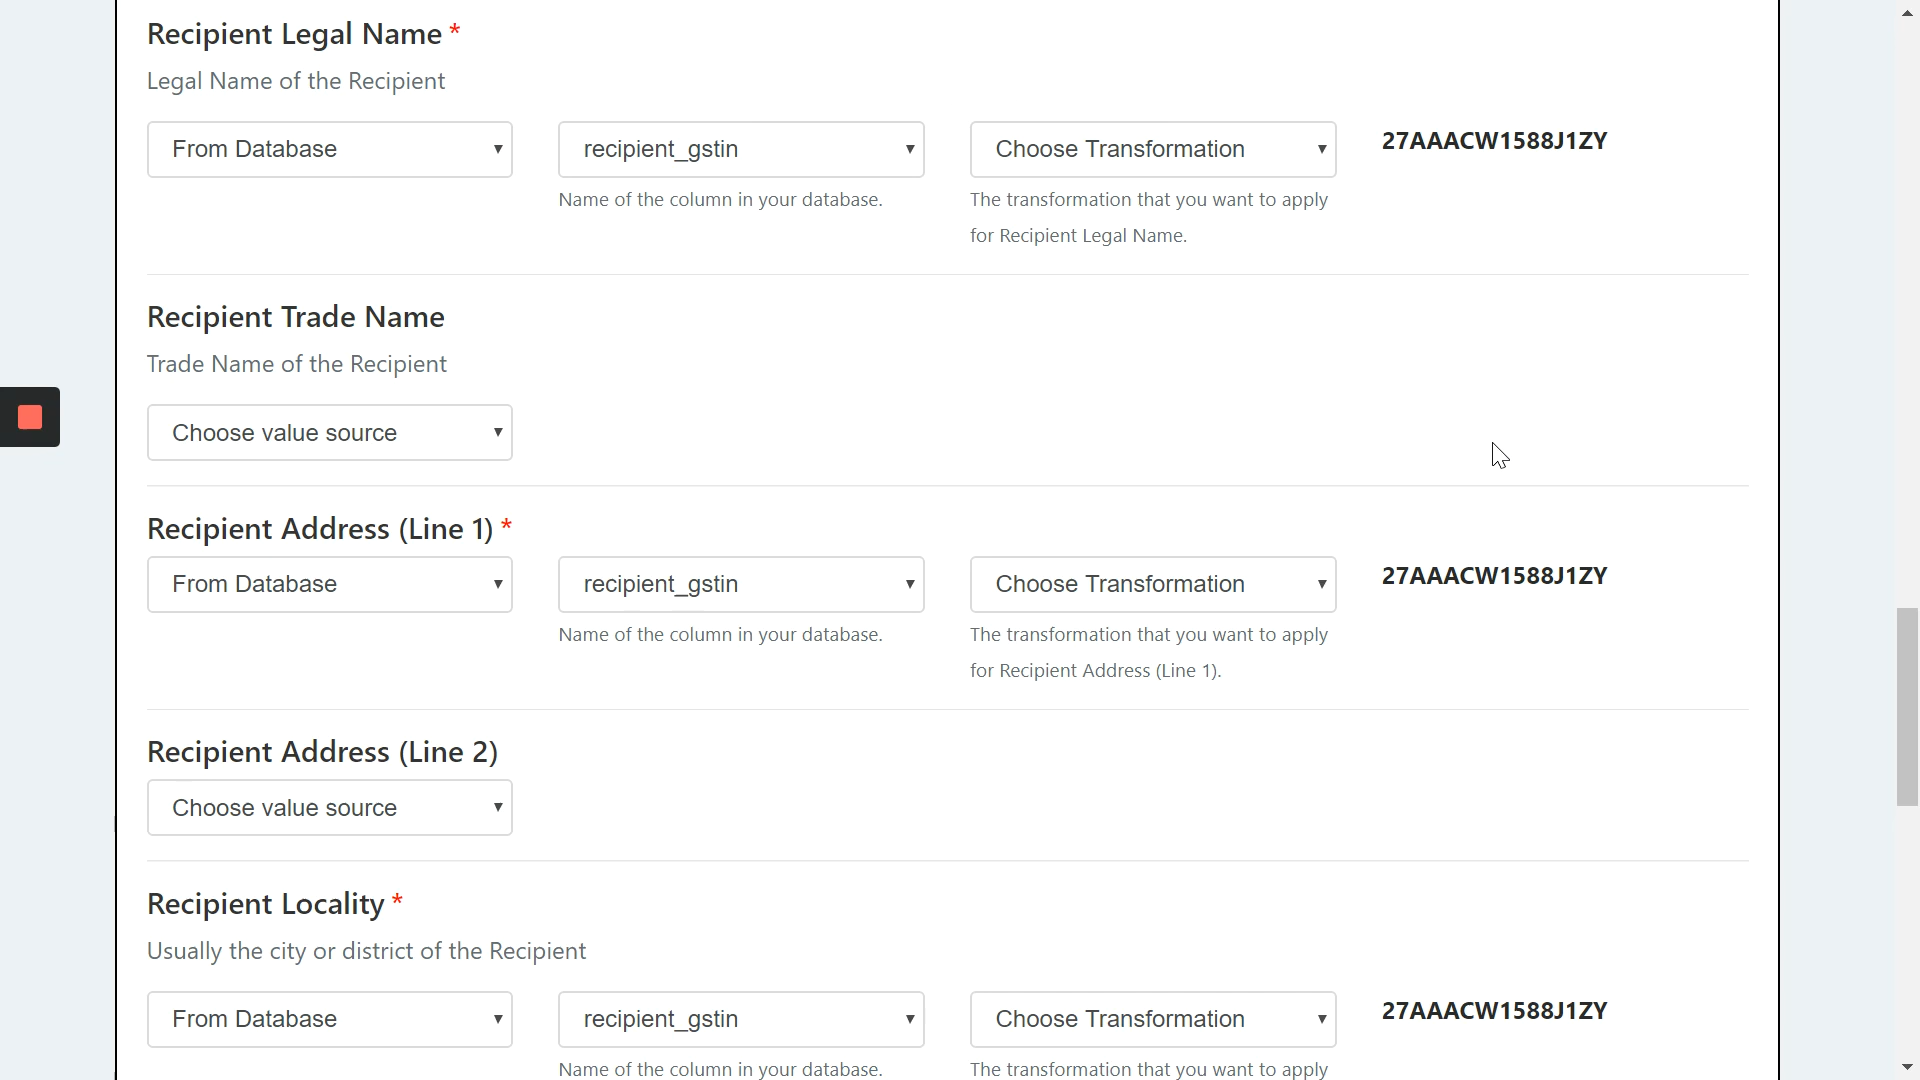 Recipient Legal Name *
Legal Name of the Recipient
From Database
recipient_gstin
Choose Transformation
27AAACW1588J1ZY
Name of the column in your database.
The transformation that you want to apply
for Recipient Legal Name.
Recipient Trade Name
Trade Name of the Recipient
Choose value source
Recipient Address (Line 1) *
From Database
recipient_gstin
Choose Transformation
27AAACW1588J1ZY
Name of the column in your database.
The transformation that you want to apply
for Recipient Address (Line 1).
Recipient Address (Line 2)
Choose value source
Recipient Locality *
Usually the city or district of the Recipient
From Database
recipient_gstin
Choose Transformation
27AAACW1588J1ZY
Name of the column in your database.
The transformation that you want to apply